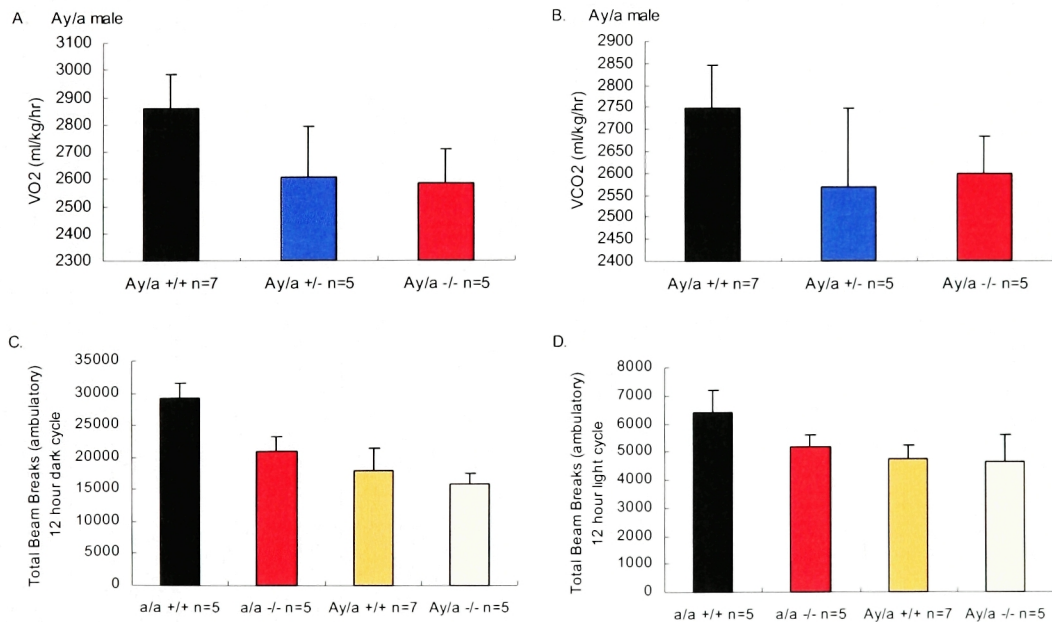 A. Ay/a male
3100
3000
2900
2800
2700
2600
2500
2400
2300
VO2 (ml/kg/hr)
Ay/a +/+ n=7 Ay/a +/- n=5 Ay/a -/- n=5
B. Ay/a male
2900
2850
2800
2750
2700
2650
2600
2550
2500
2450
2400
VCO2 (ml/kg/hr)
Ay/a +/+ n=7 Ay/a +/- n=5 Ay/a -/- n=5
C.
35000
30000
25000
20000
15000
10000
5000
0
Total Beam Breaks (ambulatory)
12 hour dark cycle
a/a +/+ n=5 a/a -/- n=5 Ay/a +/+ n=7 Ay/a -/- n=5
D.
8000
7000
6000
5000
4000
3000
2000
1000
0
Total Beam Breaks (ambulatory)
12 hour light cycle
a/a +/+ n=5 a/a -/- n=5 Ay/a +/+ n=7 Ay/a -/- n=5